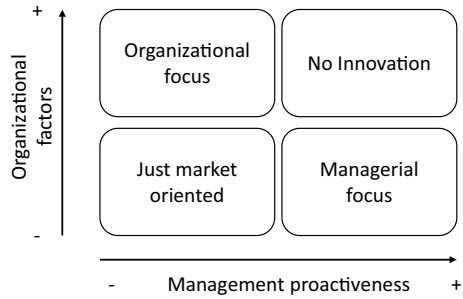 +
Organizational
factors
-
Organizational
focus
No Innovation
Just market
oriented
Managerial
focus
-
Management proactiveness
+